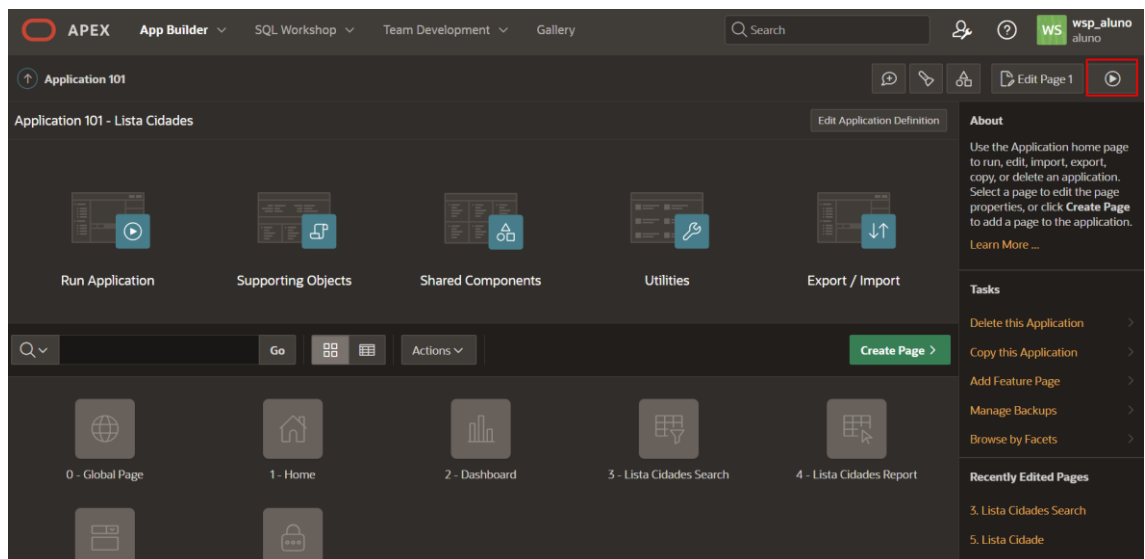 APEX App Builder SQL Workshop Team Development Gallery Search WS wsp_aluno
aluno
Application 101 Edit Page 1
Application 101 - Lista Cidades Edit Application Definition
Run Application Supporting Objects Shared Components Utilities Export / Import
Go Actions Create Page
0 - Global Page 1 - Home 2 - Dashboard 3 - Lista Cidades Search 4 - Lista Cidades Report
About
Use the Application home page
to run, edit, import, export,
copy, or delete an application.
Select a page to edit the page
properties, or click Create Page
to add a page to the application.
Learn More ...
Tasks
Delete this Application
Copy this Application
Add Feature Page
Manage Backups
Browse by Facets
Recently Edited Pages
3. Lista Cidades Search
5. Lista Cidade